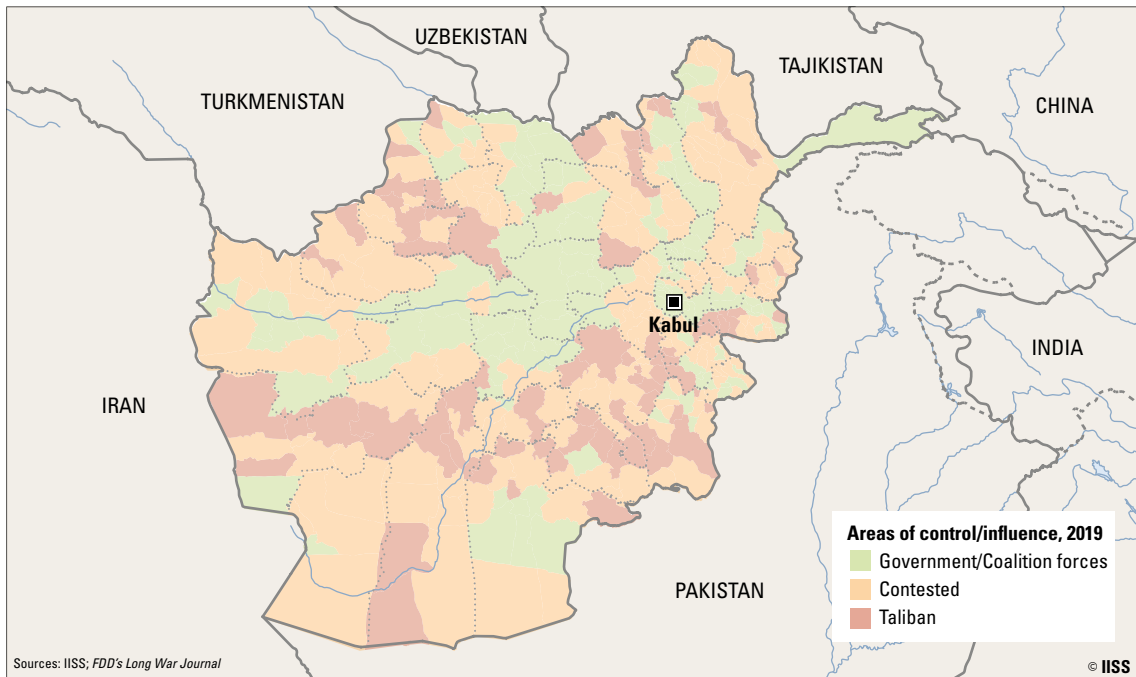 UZBEKISTAN
TAJIKISTAN
TURKMENISTAN
CHINA
Kabul
INDIA
IRAN
PAKISTAN
Areas of control/influence, 2019
Government/Coalition forces
Contested
Taliban
Sources: IISS; FDD's Long War Journal
© IISS